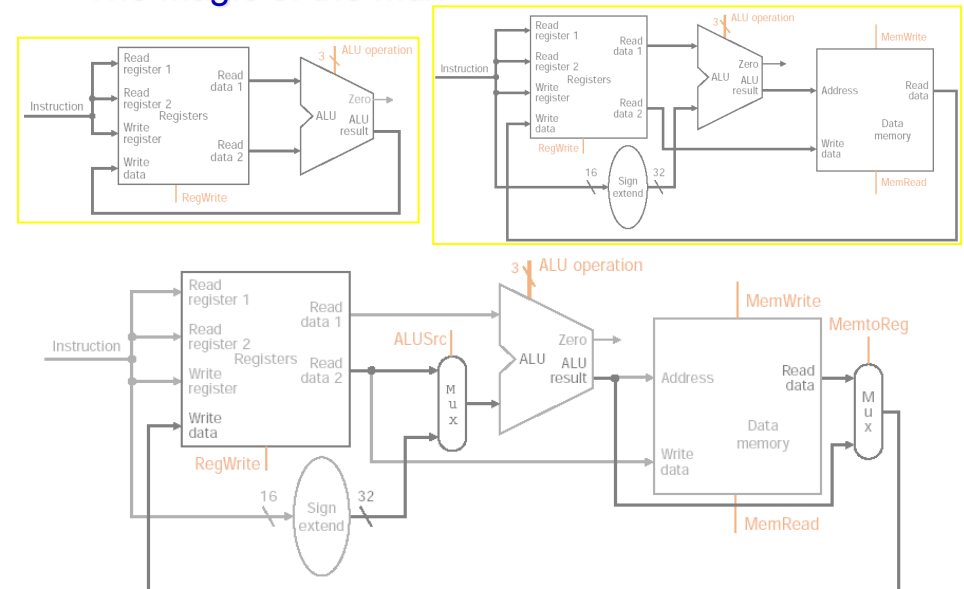 Read
register 1
Read
register 2
Write
register
Write
data
Registers
Read
data 1
Read
data 2
Instruction
RegWrite
3
ALU operation
Zero
ALU
ALU
result
Read
register 1
Read
register 2
Write
register
Write
data
Registers
Read
data 1
Read
data 2
Instruction
RegWrite
16
Sign
extend
32
3
ALU operation
Zero
ALU
ALU
result
MemWrite
Address
Read
data
Data
memory
Write
data
MemRead
Read
register 1
Read
register 2
Write
register
Write
data
Registers
Read
data 1
Read
data 2
Instruction
RegWrite
16
Sign
extend
32
ALUSrc
M
u
x
3
ALU operation
Zero
ALU
ALU
result
MemWrite
Address
Read
data
Data
memory
Write
data
MemRead
MemtoReg
M
u
x